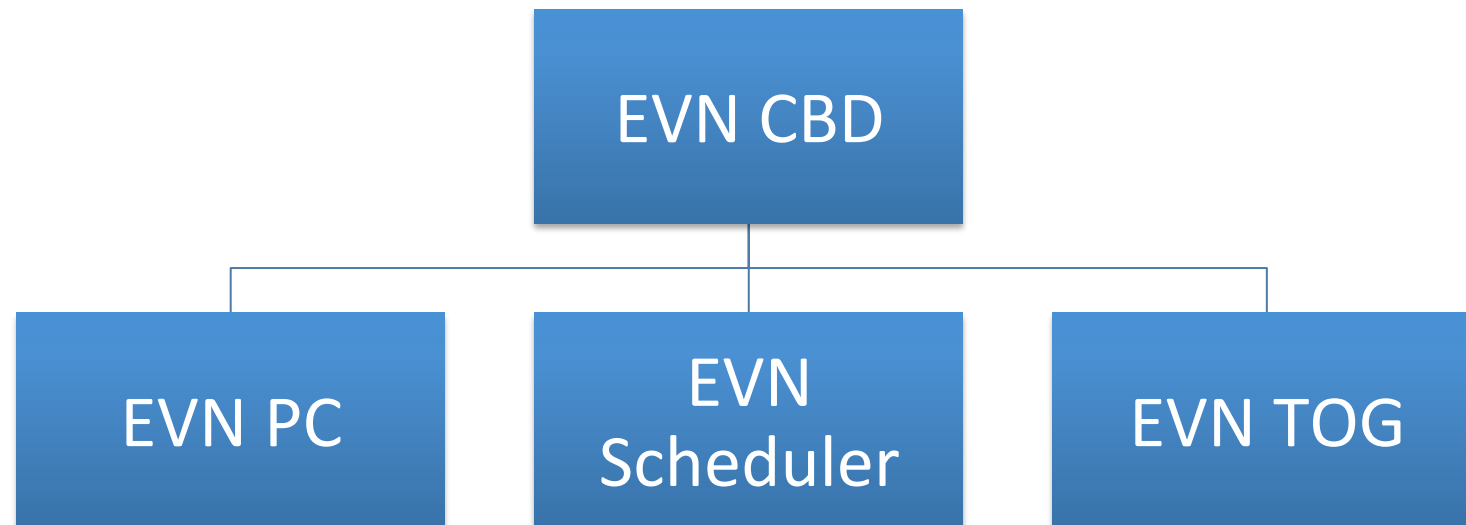 EVN CBD
EVN PC
EVN
Scheduler
EVN TOG